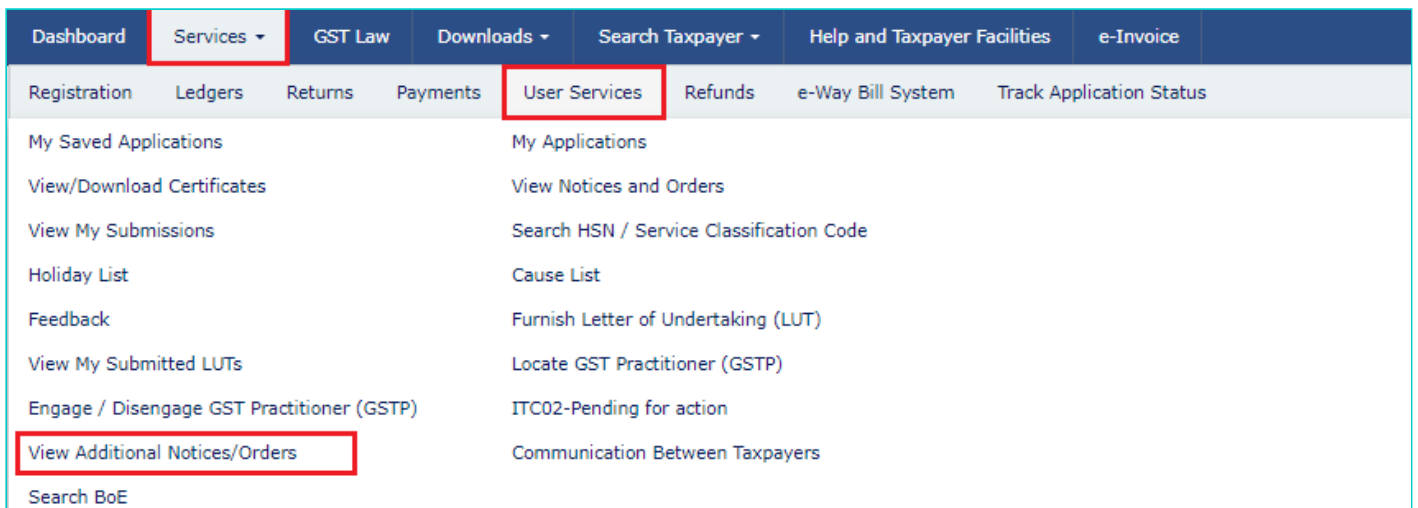 Dashboard Services GST Law Downloads Search Taxpayer Help and Taxpayer Facilities e-Invoice
Registration Ledgers Returns Payments User Services Refunds e-Way Bill System Track Application Status
My Saved Applications My Applications
View/Download Certificates View Notices and Orders
View My Submissions Search HSN / Service Classification Code
Holiday List Cause List
Feedback Furnish Letter of Undertaking (LUT)
View My Submitted LUTs Locate GST Practitioner (GSTP)
Engage / Disengage GST Practitioner (GSTP) ITC02-Pending for action
View Additional Notices/Orders Communication Between Taxpayers
Search BoE